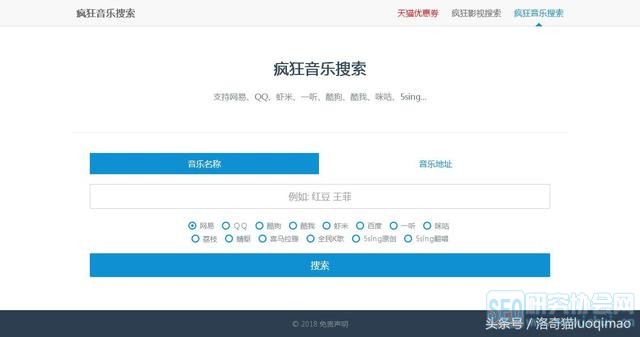 疯狂音乐搜索
天猫优惠劵 疯狂影视搜索 疯狂音乐搜索
疯狂音乐搜索
支持网易、QQ、虾米、一听、酷狗、酷我、咪咕、5sing...
音乐名称 音乐地址
例如: 红豆 王菲
网易 QQ 酷狗 酷我 虾米 百度 一听 咪咕
荔枝 蜻蜓 喜马拉雅 全民K歌 5sing原创 5sing翻唱
搜索
SEO研究协会网
© 2018 免责声明
头条号 / 洛奇猫luoqimao